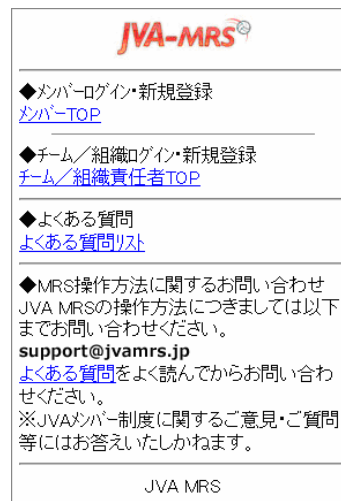 JVA-MRS
◆ﾒﾝﾊﾞｰﾛｸﾞｲﾝ･新規登録
ﾒﾝﾊﾞｰTOP
◆ﾁｰﾑ／組織ﾛｸﾞｲﾝ･新規登録
ﾁｰﾑ／組織責任者TOP
◆よくある質問
よくある質問ﾘｽﾄ
◆MRS操作方法に関するお問い合わせ
JVA MRSの操作方法につきましては以下
までお問い合わせください。
support@jvamrs.jp
よくある質問をよく読んでからお問い合わ
せください。
※JVAﾒﾝﾊﾞｰ制度に関するご意見･ご質問
等にはお答えいたしかねます。
JVA MRS